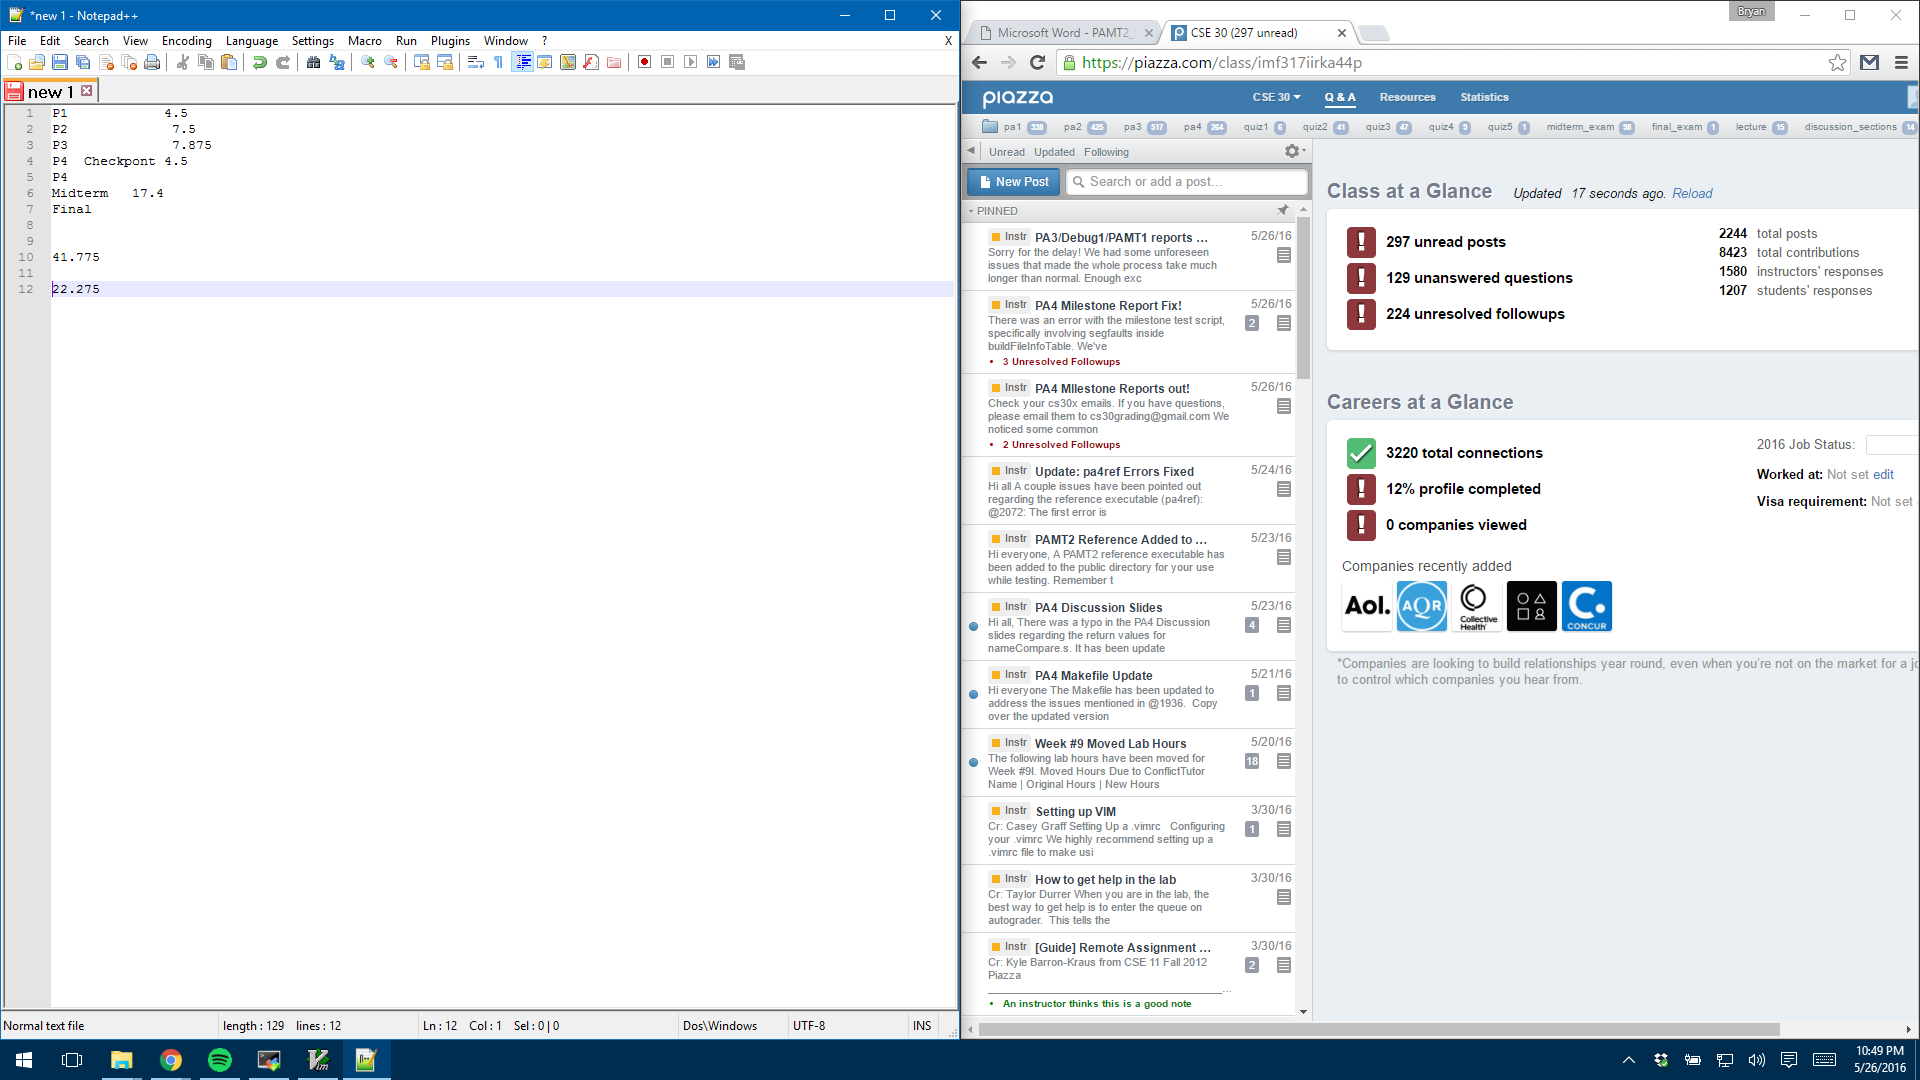 *new 1 - Notepad++
File Edit Search View Encoding Language Settings Macro Run Plugins Window ? X
new 1
1 P1 4.5
2 P2 7.5
3 P3 7.875
4 P4 Checkpont 4.5
5 P4
6 Midterm 17.4
7 Final
8
9
10 41.775
11
12 22.275
Normal text file length : 129 lines : 12 Ln : 12 Col : 1 Sel : 0 | 0 Dos\Windows UTF-8 INS
Bryan
Microsoft Word - PAMT2_
CSE 30 (297 unread)
https://piazza.com/class/imf317iirka44p
piazza CSE 30 Q & A Resources Statistics
pa1 338 pa2 425 pa3 517 pa4 264 quiz1 6 quiz2 41 quiz3 47 quiz4 9 quiz5 1 midterm_exam 98 final_exam 1 lecture 15 discussion_sections 14
Unread Updated Following
New Post Search or add a post...
PINNED
Instr PA3/Debug1/PAMT1 reports ... 5/26/16
Sorry for the delay! We had some unforeseen
issues that made the whole process take much
longer than normal. Enough exc
Instr PA4 Milestone Report Fix! 5/26/16
There was an error with the milestone test script, 2
specifically involving segfaults inside
buildFileInfoTable. We've
• 3 Unresolved Followups
Instr PA4 MIlestone Reports out! 5/26/16
Check your cs30x emails. If you have questions,
please email them to cs30grading@gmail.com We
noticed some common
• 2 Unresolved Followups
Instr Update: pa4ref Errors Fixed 5/24/16
Hi all A couple issues have been pointed out
regarding the reference executable (pa4ref):
@2072: The first error is
Instr PAMT2 Reference Added to ... 5/23/16
Hi everyone, A PAMT2 reference executable has
been added to the public directory for your use
while testing. Remember t
Instr PA4 Discussion Slides 5/23/16
Hi all, There was a typo in the PA4 Discussion 4
slides regarding the return values for
nameCompare.s. It has been update
Instr PA4 Makefile Update 5/21/16
Hi everyone The Makefile has been updated to 1
address the issues mentioned in @1936. Copy
over the updated version
Instr Week #9 Moved Lab Hours 5/20/16
The following lab hours have been moved for 18
Week #9I. Moved Hours Due to ConflictTutor
Name | Original Hours | New Hours
Instr Setting up VIM 3/30/16
Cr: Casey Graff Setting Up a .vimrc Configuring 1
your .vimrc We highly recommend setting up a
.vimrc file to make usi
Instr How to get help in the lab 3/30/16
Cr: Taylor Durrer When you are in the lab, the
best way to get help is to enter the queue on
autograder. This tells the
Instr [Guide] Remote Assignment ... 3/30/16
Cr: Kyle Barron-Kraus from CSE 11 Fall 2012 2
Piazza
________________________________________...
• An instructor thinks this is a good note
Class at a Glance Updated 17 seconds ago. Reload
297 unread posts
129 unanswered questions
224 unresolved followups
2244 total posts
8423 total contributions
1580 instructors' responses
1207 students' responses
Careers at a Glance
3220 total connections
12% profile completed
0 companies viewed
2016 Job Status:
Worked at: Not set edit
Visa requirement: Not set
Companies recently added
Aol. AQR Collective Health CONCUR
*Companies are looking to build relationships year round, even when you're not on the market for a jo
to control which companies you hear from.
10:49 PM
5/26/2016